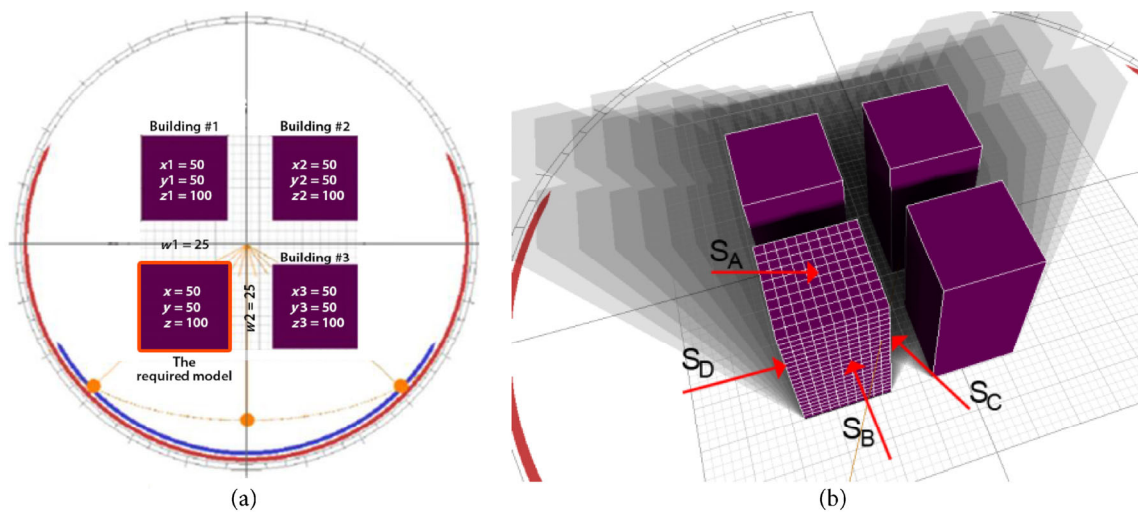 Building #1
Building #2
x1 = 50
y1 = 50
z1 = 100
x2 = 50
y2 = 50
z2 = 100
w1 = 25
Building #3
x = 50
y = 50
z = 100
w2 = 25
x3 = 50
y3 = 50
z3 = 100
The
required model
(a)
SA
SD
SB
SC
(b)